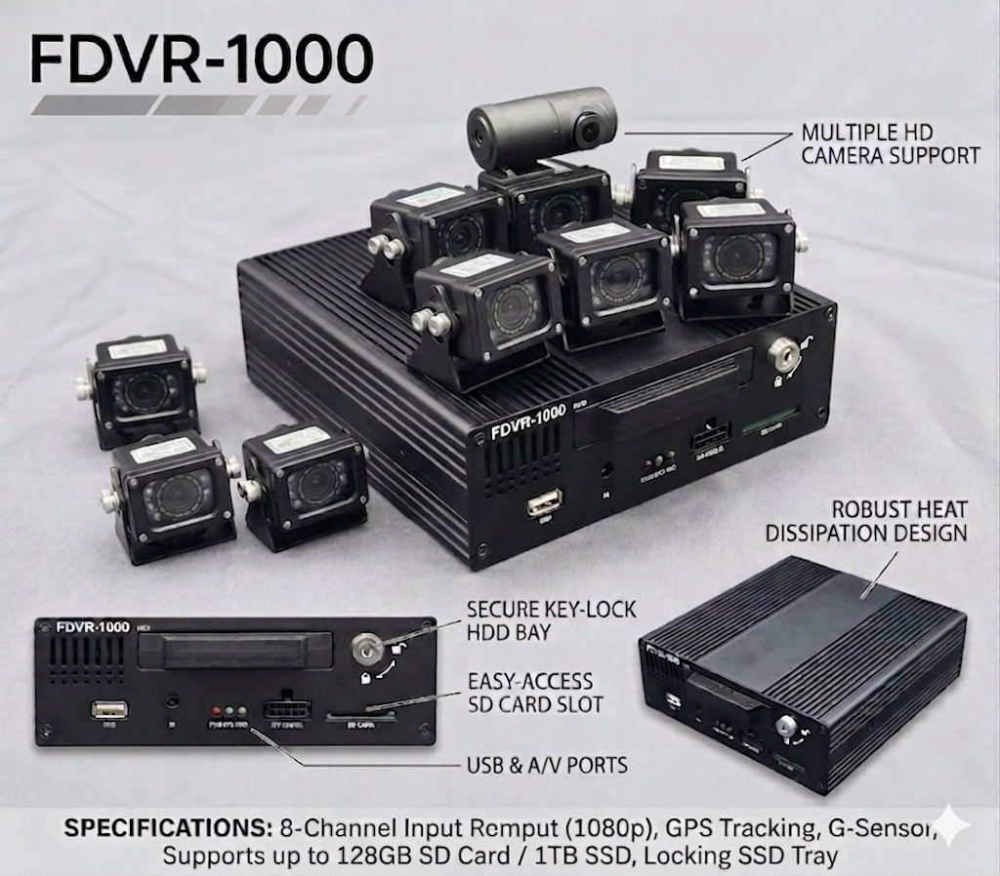 FDVR-1000
MULTIPLE HD
CAMERA SUPPORT
FDVR-1000
ROBUST HEAT
DISSIPATION DESIGN
FDVR-1000
SECURE KEY-LOCK
HDD BAY
EASY-ACCESS
SD CARD SLOT
USB & A/V PORTS
SPECIFICATIONS: 8-Channel Input Remput (1080p), GPS Tracking, G-Sensor,
Supports up to 128GB SD Card / 1TB SSD, Locking SSD Tray